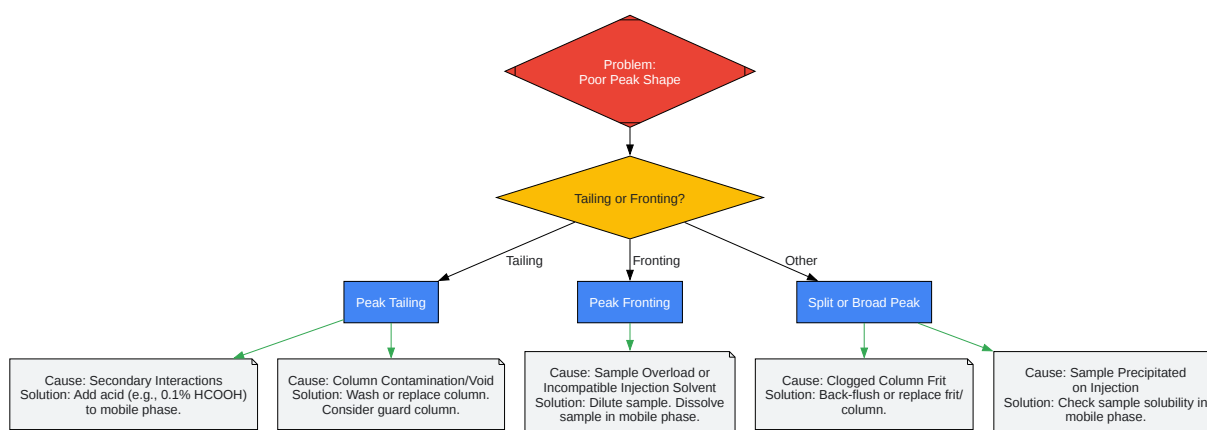 Problem:
Poor Peak Shape
Tailing or Fronting?
Tailing
Fronting
Other
Peak Tailing
Peak Fronting
Split or Broad Peak
Cause: Secondary Interactions
Solution: Add acid (e.g., 0.1% HCOOH)
to mobile phase.
Cause: Column Contamination/Void
Solution: Wash or replace column.
Consider guard column.
Cause: Sample Overload or
Incompatible Injection Solvent
Solution: Dilute sample. Dissolve
sample in mobile phase.
Cause: Clogged Column Frit
Solution: Back-flush or replace frit/
column.
Cause: Sample Precipitated
on Injection
Solution: Check sample solubility in
mobile phase.